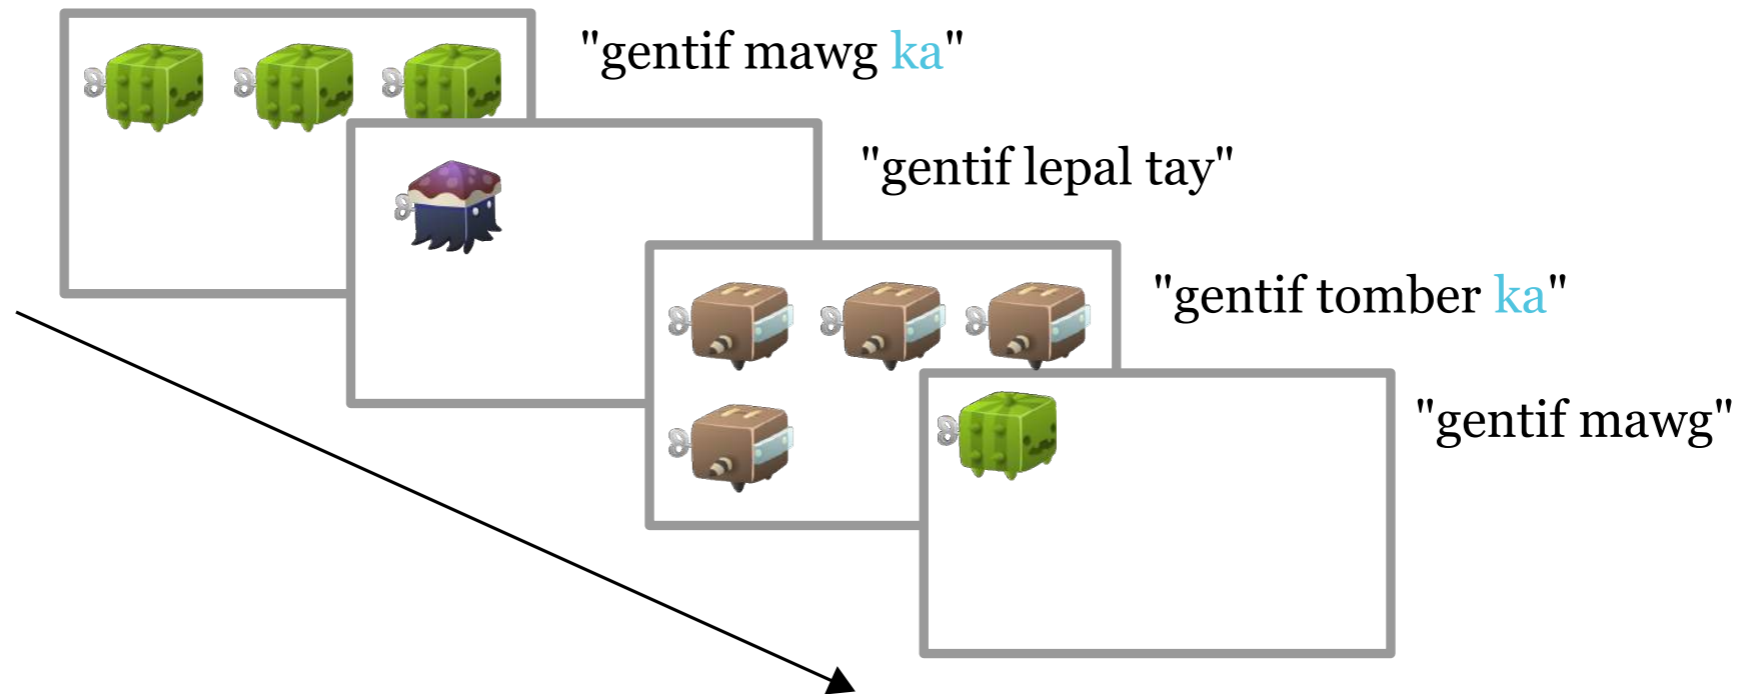 "gentif mawg ka"
"gentif lepal tay"
"gentif tomber ka"
"gentif mawg"